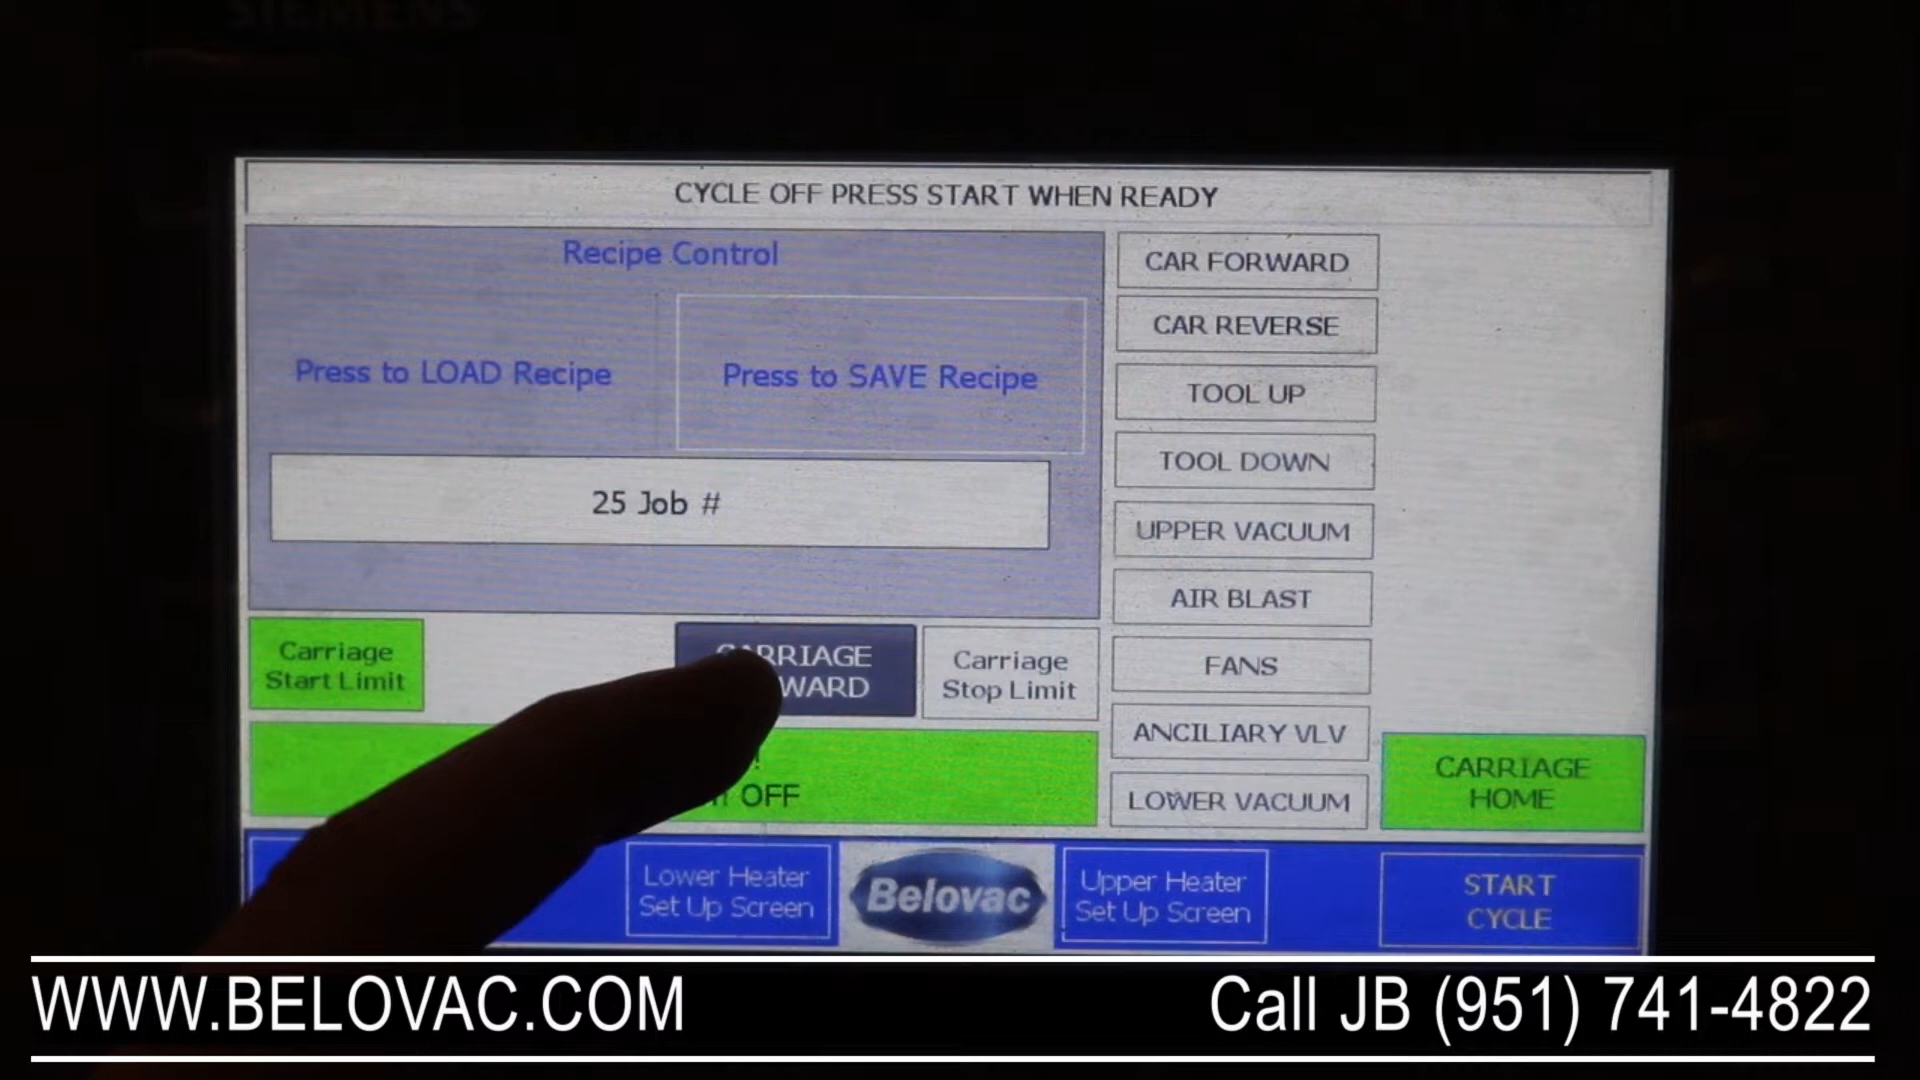 SIEMENS
CYCLE OFF PRESS START WHEN READY
Recipe Control
Press to LOAD Recipe
Press to SAVE Recipe
25 Job #
CAR FORWARD
CAR REVERSE
TOOL UP
TOOL DOWN
UPPER VACUUM
AIR BLAST
FANS
ANCILIARY VLV
LOWER VACUUM
Carriage
Start Limit
CARRIAGE
WARD
Carriage
Stop Limit
OFF
CARRIAGE
HOME
Lower Heater
Set Up Screen
Belovac
Upper Heater
Set Up Screen
START
CYCLE
WWW.BELOVAC.COM
Call JB (951) 741-4822